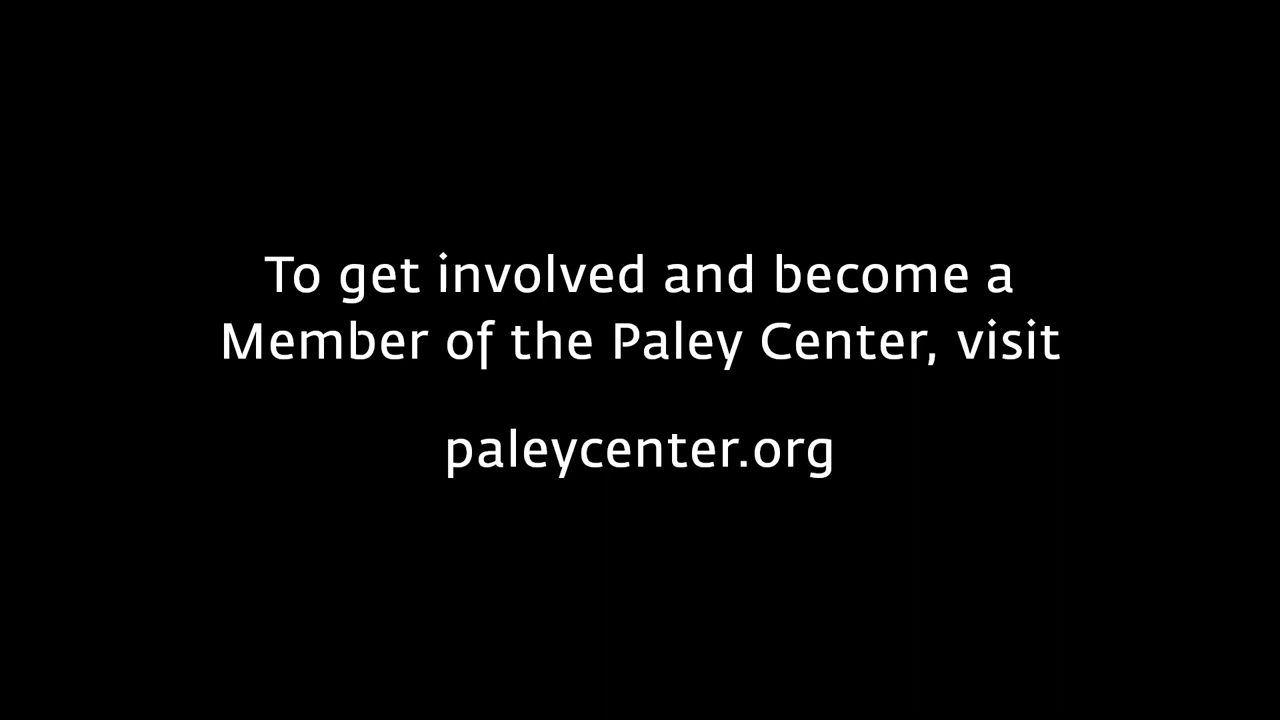 To get involved and become a
Member of the Paley Center, visit
paleycenter.org